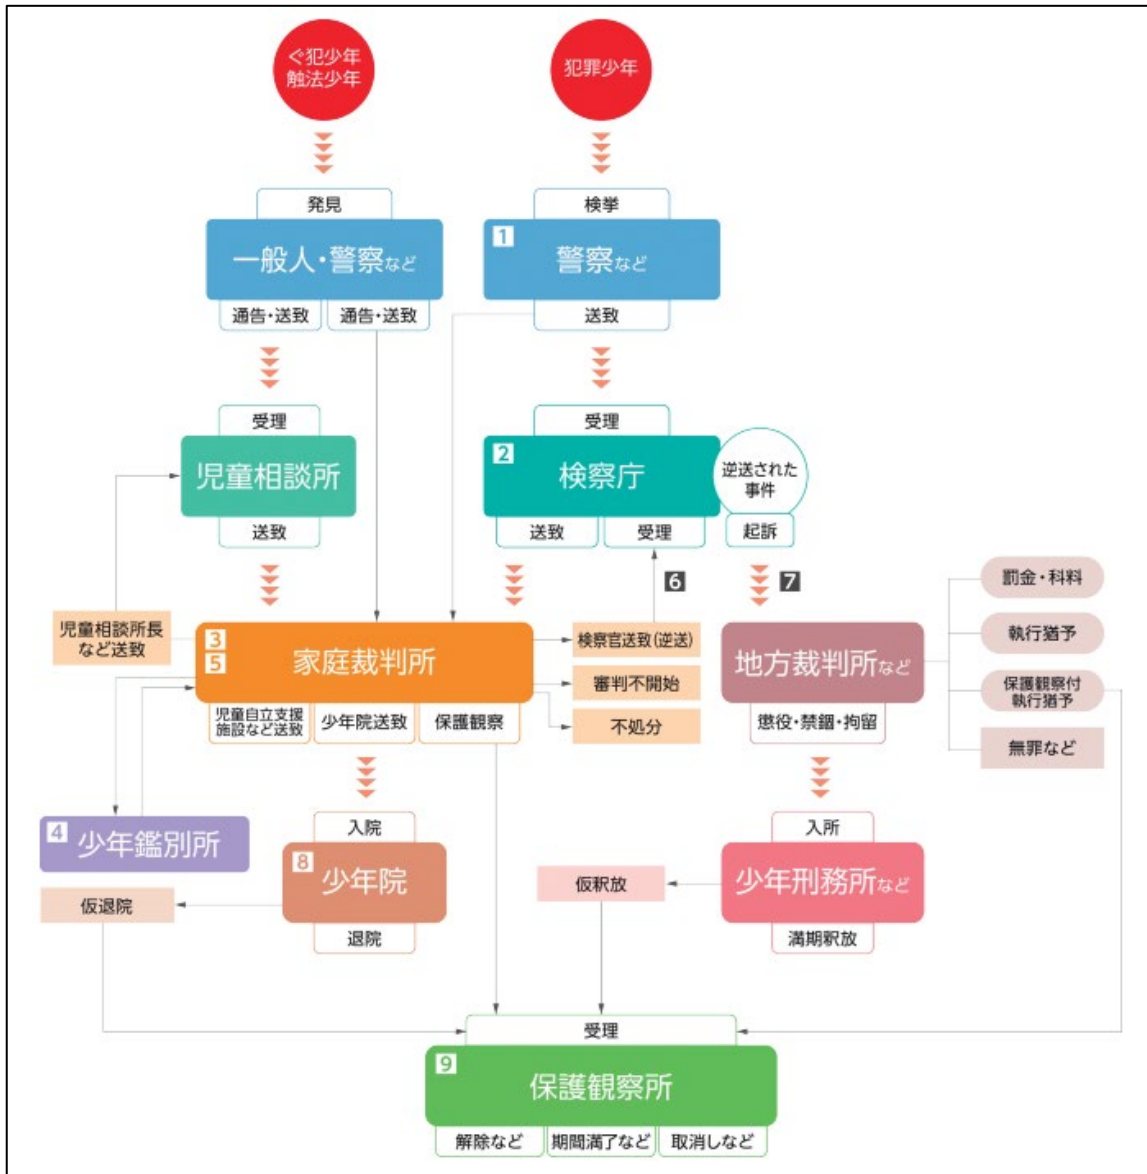 ぐ犯少年
触法少年
犯罪少年
発見
一般人・警察など
通告・送致
通告・送致
検挙
1
警察など
送致
受理
児童相談所
送致
受理
2
検察庁
送致
受理
逆送された
事件
起訴
6
7
児童相談所長
など送致
3
5
家庭裁判所
児童自立支援
施設など送致
少年院送致
保護観察
検察官送致(逆送)
審判不開始
不処分
地方裁判所など
懲役・禁錮・拘留
罰金・科料
執行猶予
保護観察付
執行猶予
無罪など
4
少年鑑別所
入院
8
少年院
退院
仮退院
入所
少年刑務所など
満期釈放
仮釈放
受理
9
保護観察所
解除など
期間満了など
取消しなど